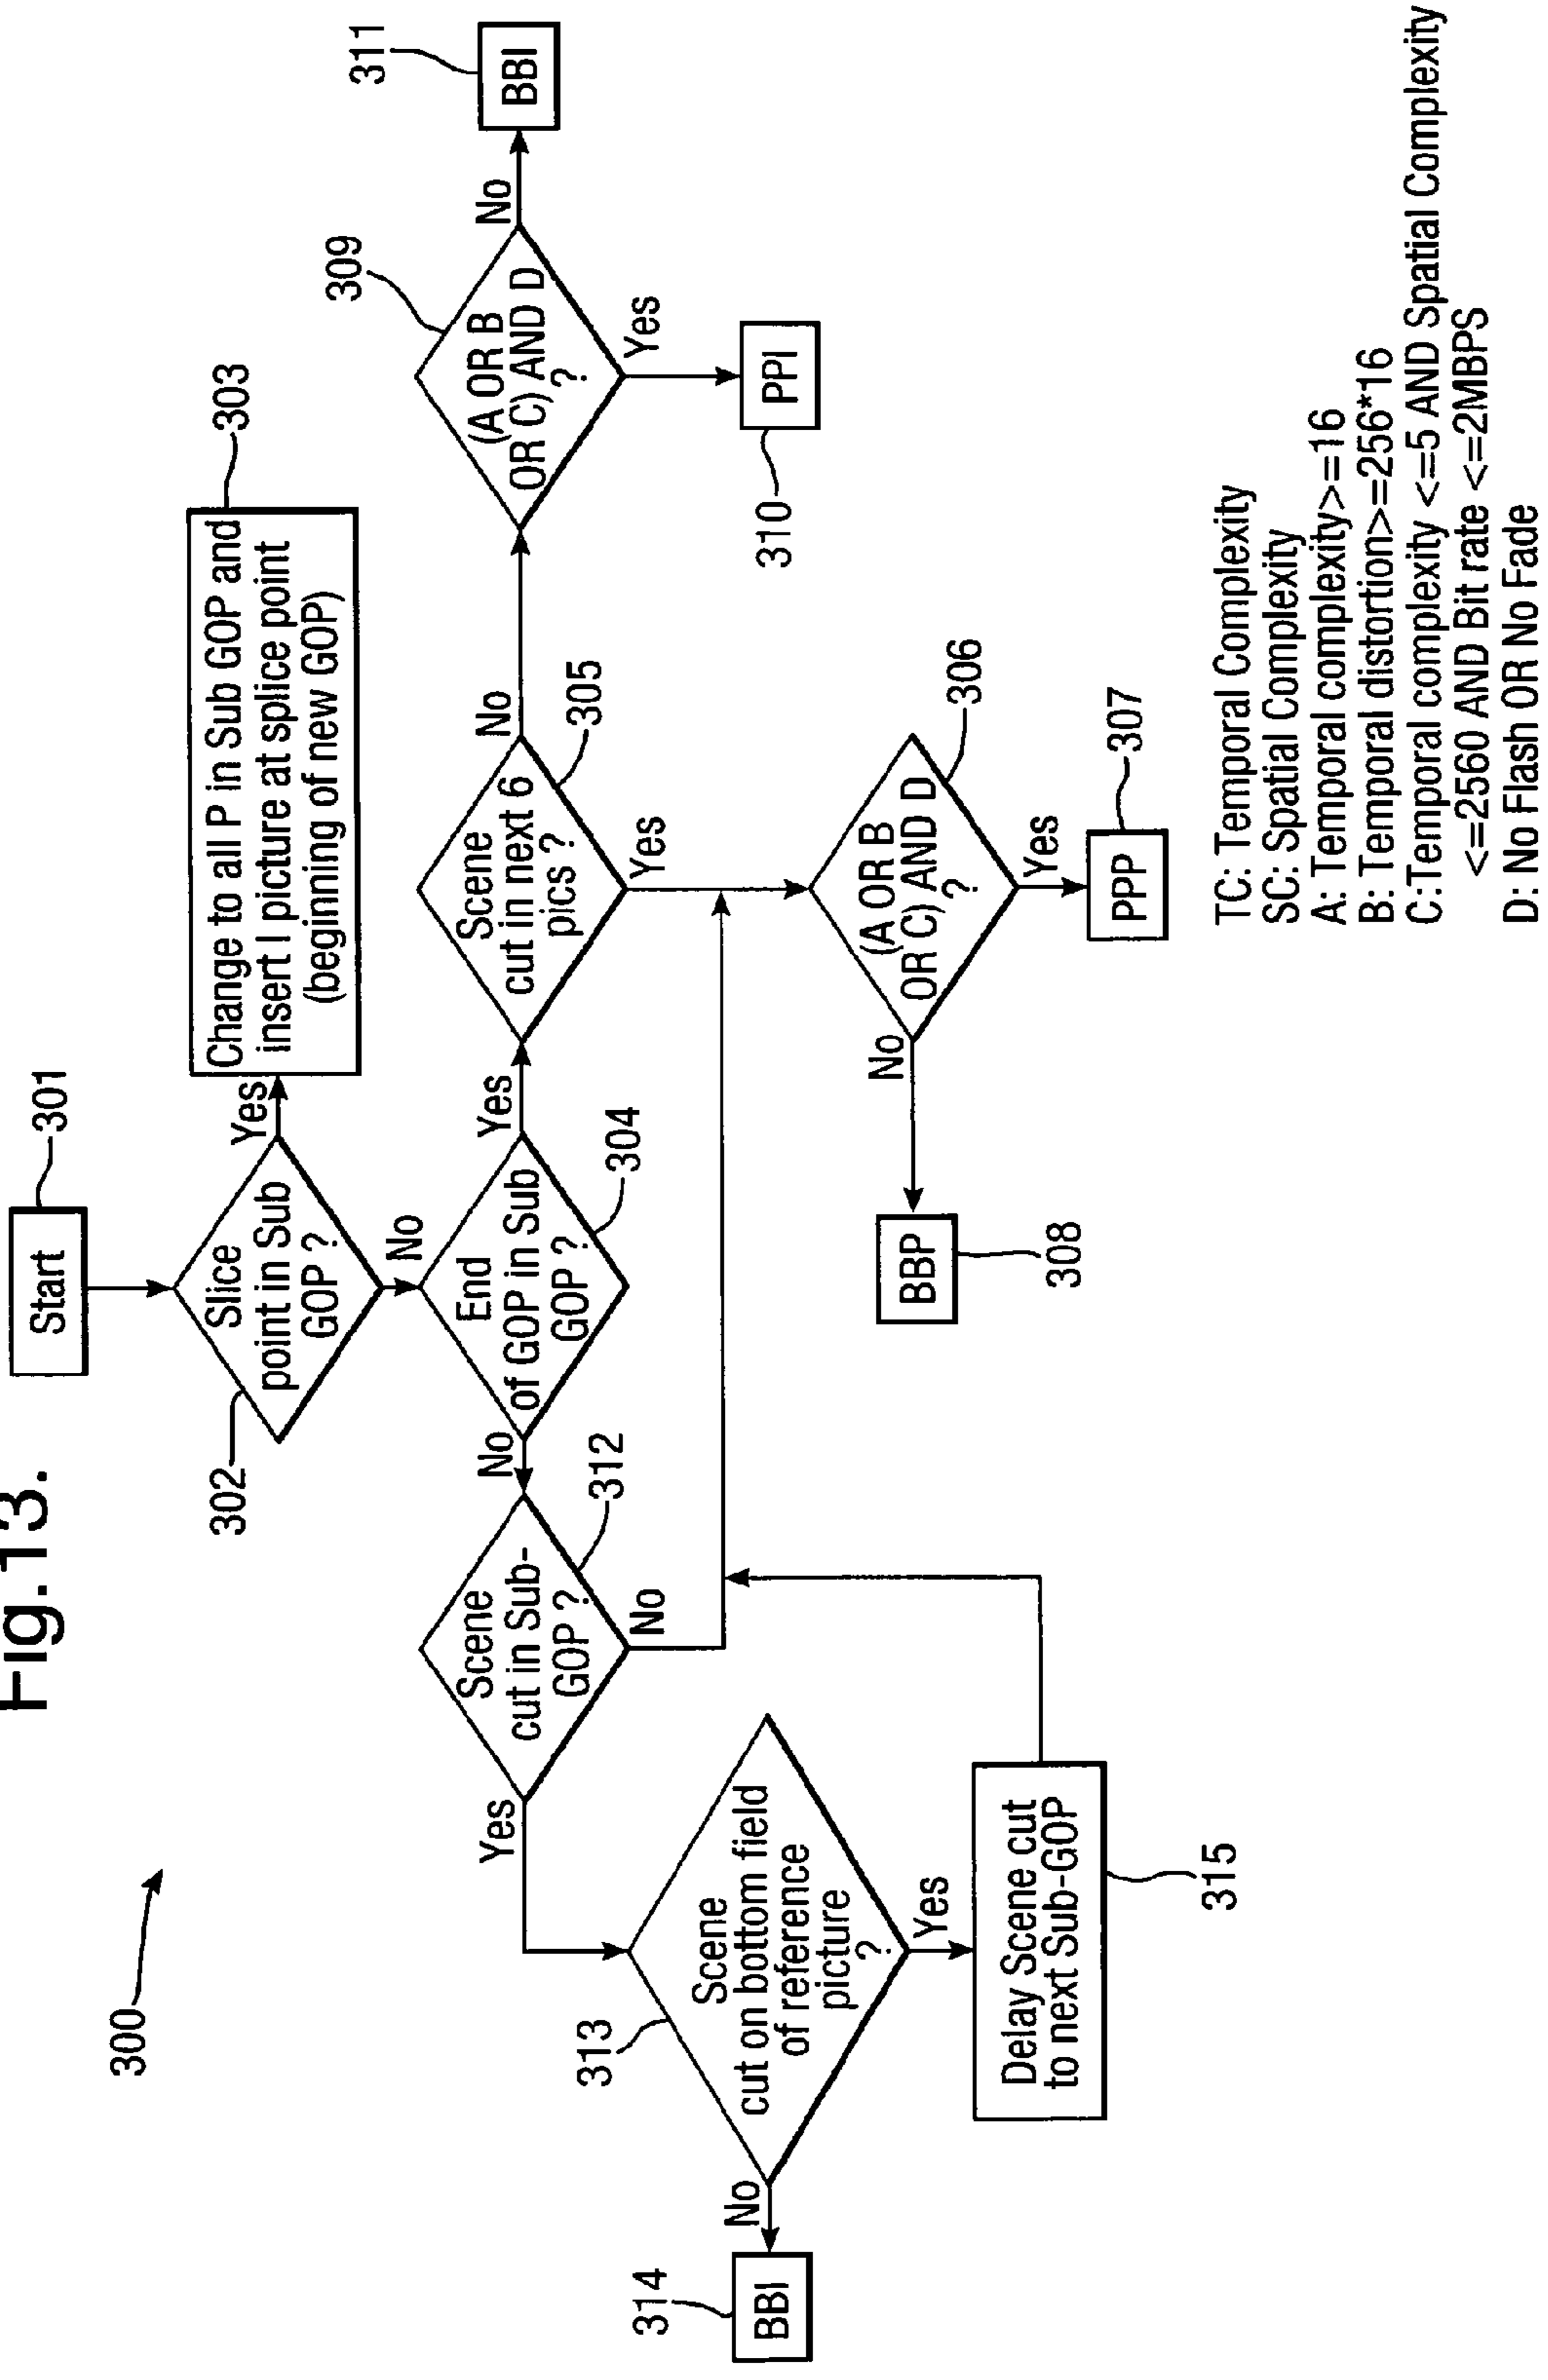 Fig.13.
300
Start
301
302
Slice
point in Sub
GOP ?
Yes
No
Change to all P in Sub GOP and
insert I picture at splice point
(beginning of new GOP)
303
End
of GOP in Sub
GOP ?
304
Yes
No
Scene
cut in next 6
pics ?
305
No
Yes
(A OR B
OR C) AND D
?
309
No
Yes
BBI
311
PPI
310
Scene
cut in Sub-
GOP ?
312
Yes
No
(A OR B
OR C) AND D
?
306
No
Yes
BBP
308
PPP
307
Scene
cut on bottom field
of reference
picture
?
313
No
Yes
BBI
314
Delay Scene cut
to next Sub-GOP
315
TC: Temporal Complexity
SC: Spatial Complexity
A: Temporal complexity>=16
B: Temporal distortion>=256*16
C:Temporal complexity <=5 AND Spatial Complexity
<=2560 AND Bit rate <=2MBPS
D: No Flash OR No Fade